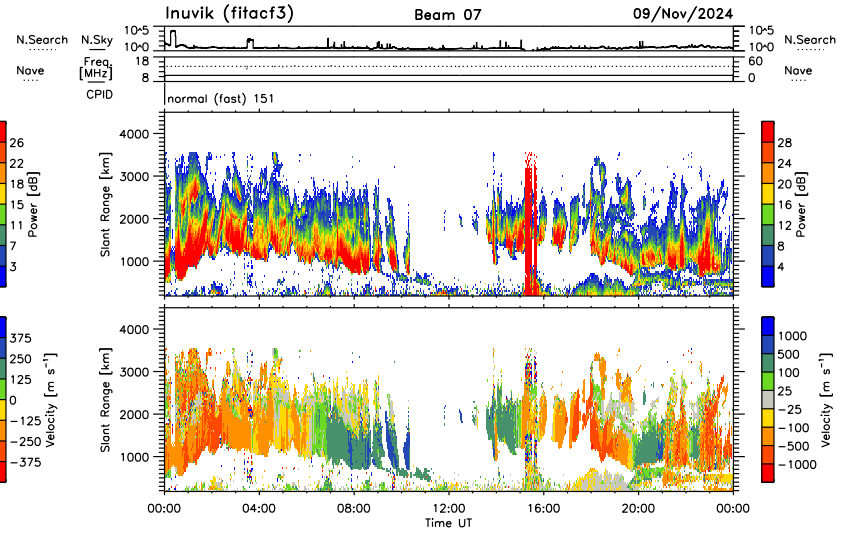 Inuvik (fitacf3) Beam 07 09/Nov/2024
N.Search N.Sky 10^5 10^0 10^5 10^0 N.Search
Nave Freq. [MHz] 18 8 60 0 Nave
CPID normal (fast) 151
4000 3000 2000 1000
Slant Range [km]
26 22 18 15 11 7 3
Power [dB]
28 24 20 16 12 8 4
Power [dB]
4000 3000 2000 1000
Slant Range [km]
375 250 125 0 −125 −250 −375
Velocity [m s⁻¹]
1000 500 100 25 −25 −100 −500 −1000
Velocity [m s⁻¹]
00:00 04:00 08:00 12:00 16:00 20:00 00:00
Time UT